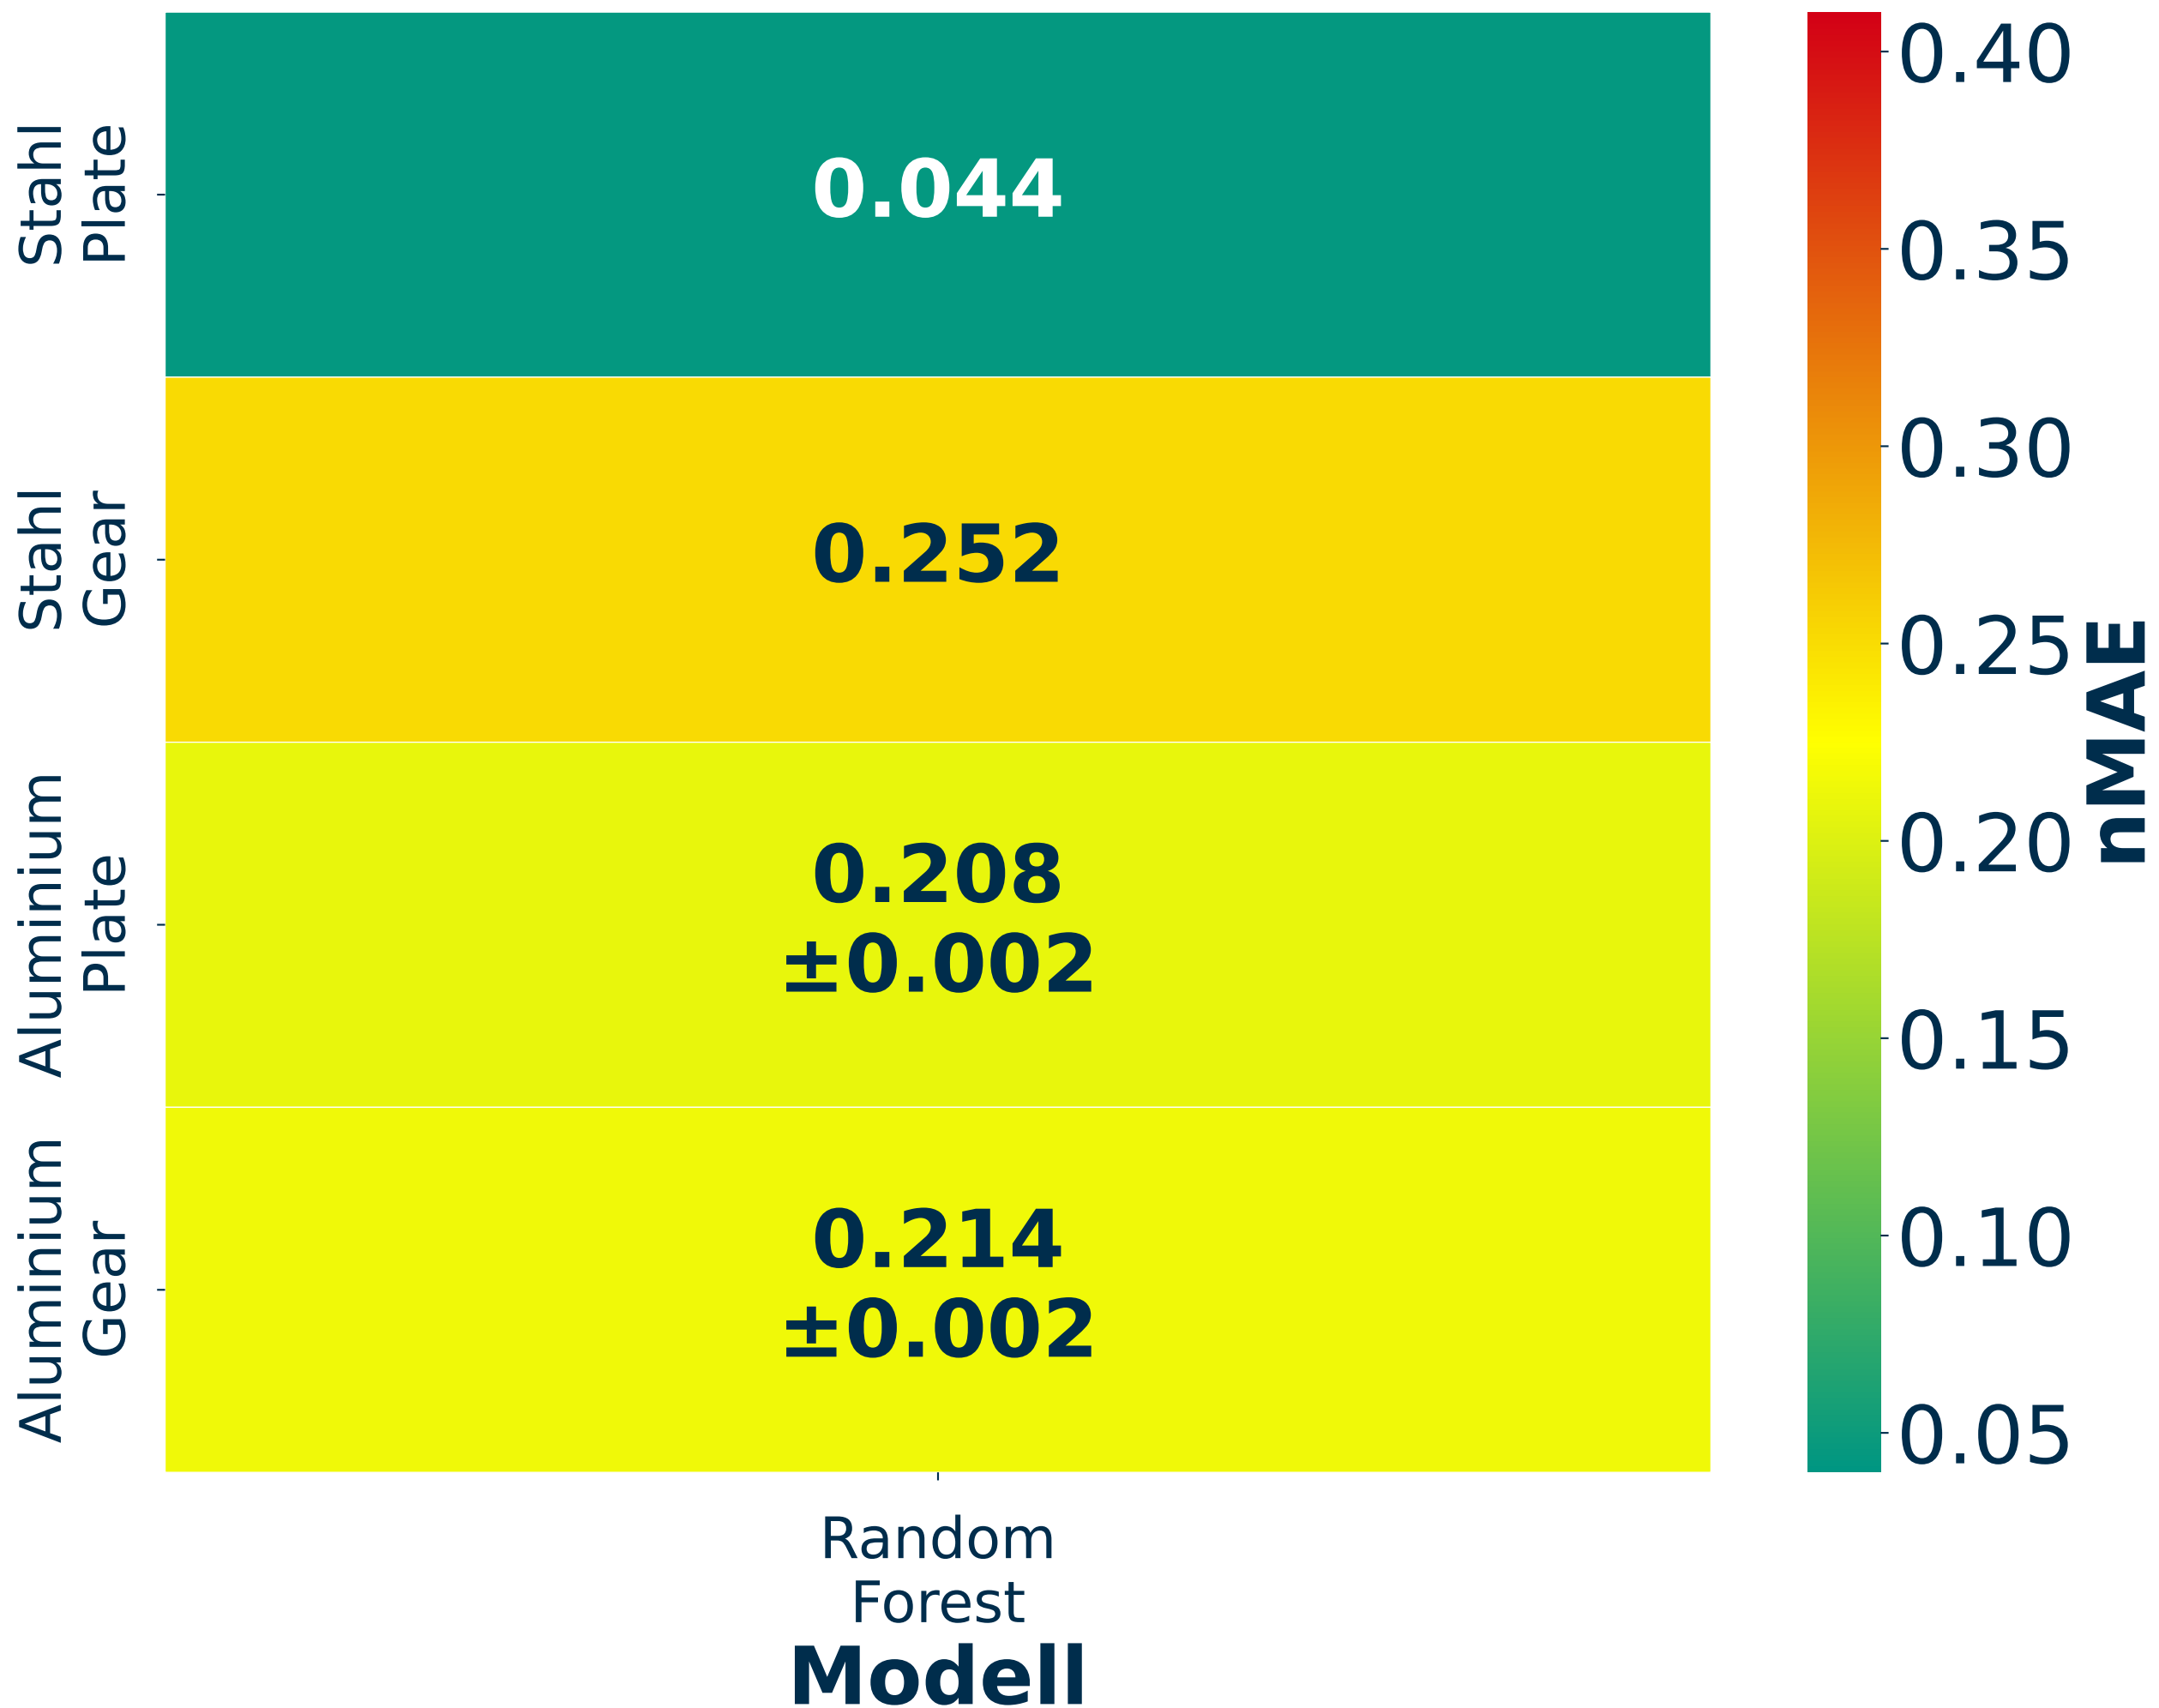 Stahl
Plate
0.044
Stahl
Gear
0.252
Aluminium
Plate
0.208
±0.002
Aluminium
Gear
0.214
±0.002
Random
Forest
Modell
0.40
0.35
0.30
0.25
0.20
0.15
0.10
0.05
nMAE